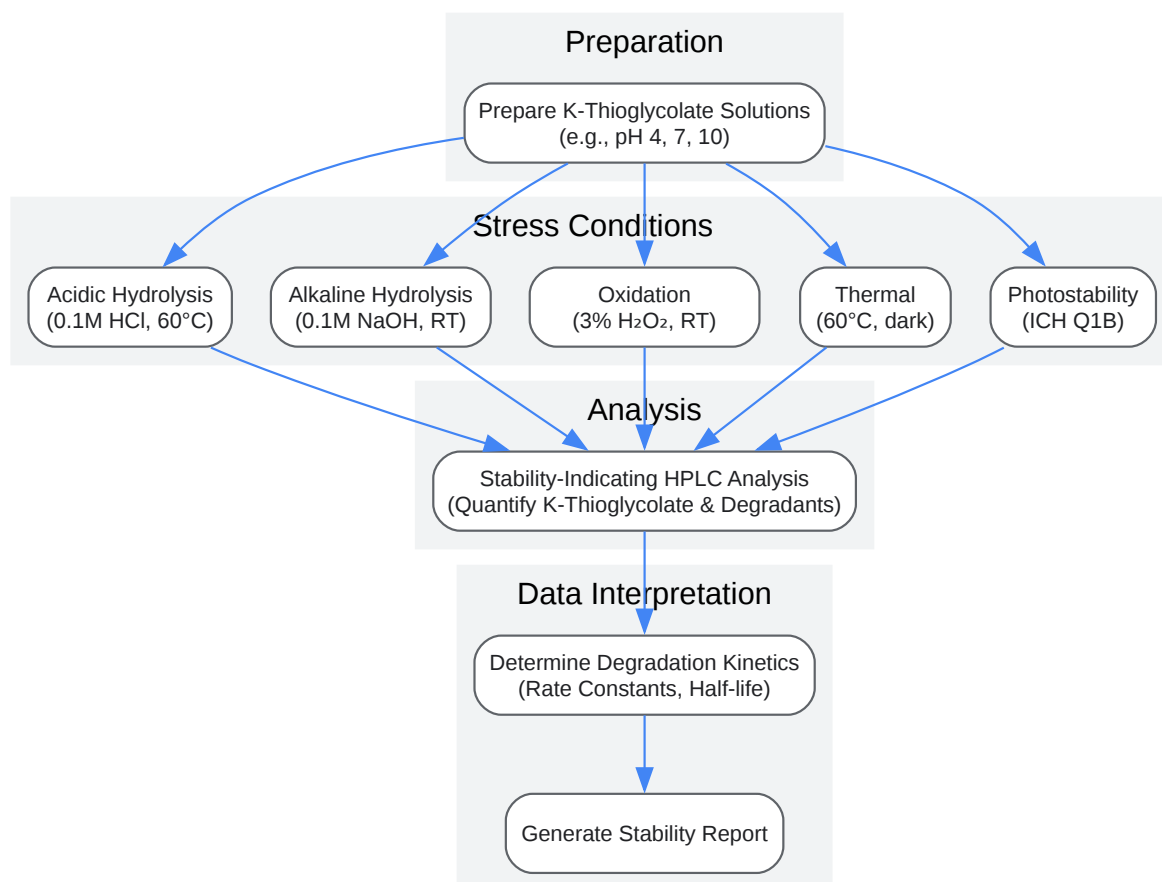 Preparation
Prepare K-Thioglycolate Solutions
(e.g., pH 4, 7, 10)
Stress Conditions
Acidic Hydrolysis
(0.1M HCl, 60°C)
Alkaline Hydrolysis
(0.1M NaOH, RT)
Oxidation
(3% H₂O₂, RT)
Thermal
(60°C, dark)
Photostability
(ICH Q1B)
Analysis
Stability-Indicating HPLC Analysis
(Quantify K-Thioglycolate & Degradants)
Data Interpretation
Determine Degradation Kinetics
(Rate Constants, Half-life)
Generate Stability Report